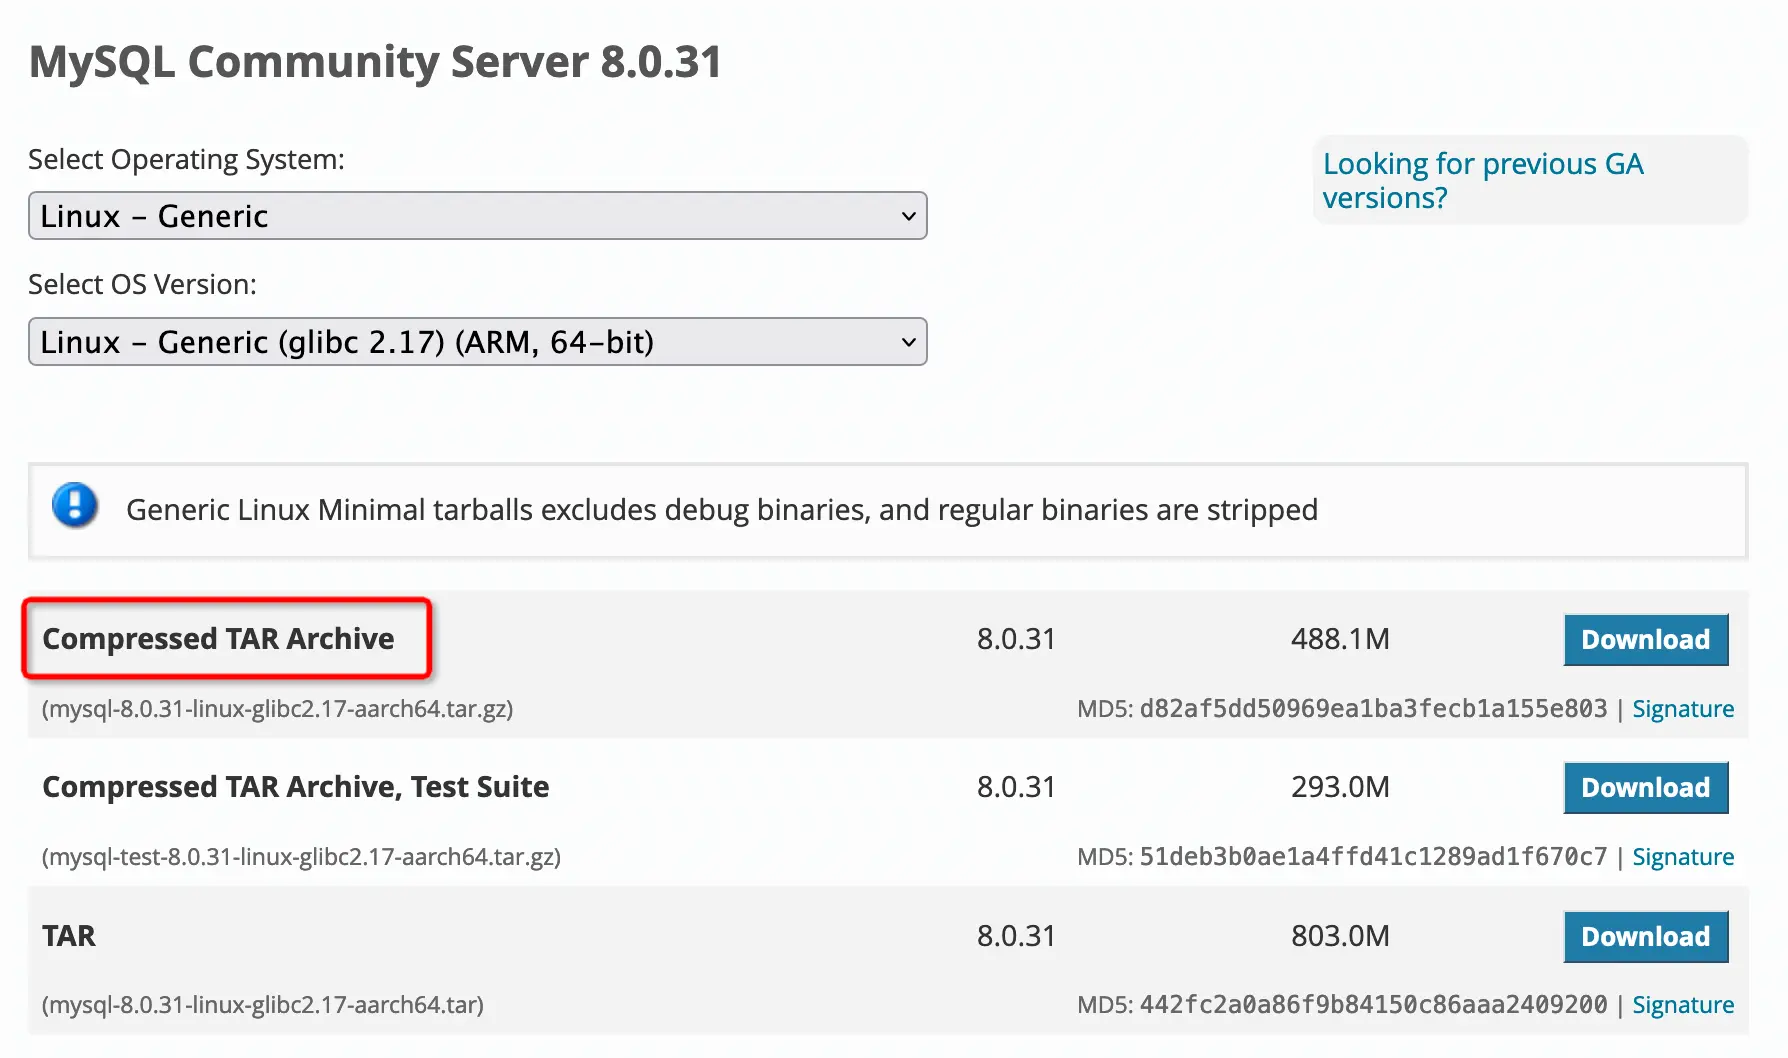 MySQL Community Server 8.0.31
Select Operating System:
Looking for previous GA
versions?
Linux – Generic
Select OS Version:
Linux – Generic (glibc 2.17) (ARM, 64–bit)
Generic Linux Minimal tarballs excludes debug binaries, and regular binaries are stripped
Compressed TAR Archive 8.0.31 488.1M Download
(mysql-8.0.31-linux-glibc2.17-aarch64.tar.gz) MD5: d82af5dd50969ea1ba3fecb1a155e803 | Signature
Compressed TAR Archive, Test Suite 8.0.31 293.0M Download
(mysql-test-8.0.31-linux-glibc2.17-aarch64.tar.gz) MD5: 51deb3b0ae1a4ffd41c1289ad1f670c7 | Signature
TAR 8.0.31 803.0M Download
(mysql-8.0.31-linux-glibc2.17-aarch64.tar) MD5: 442fc2a0a86f9b84150c86aaa2409200 | Signature